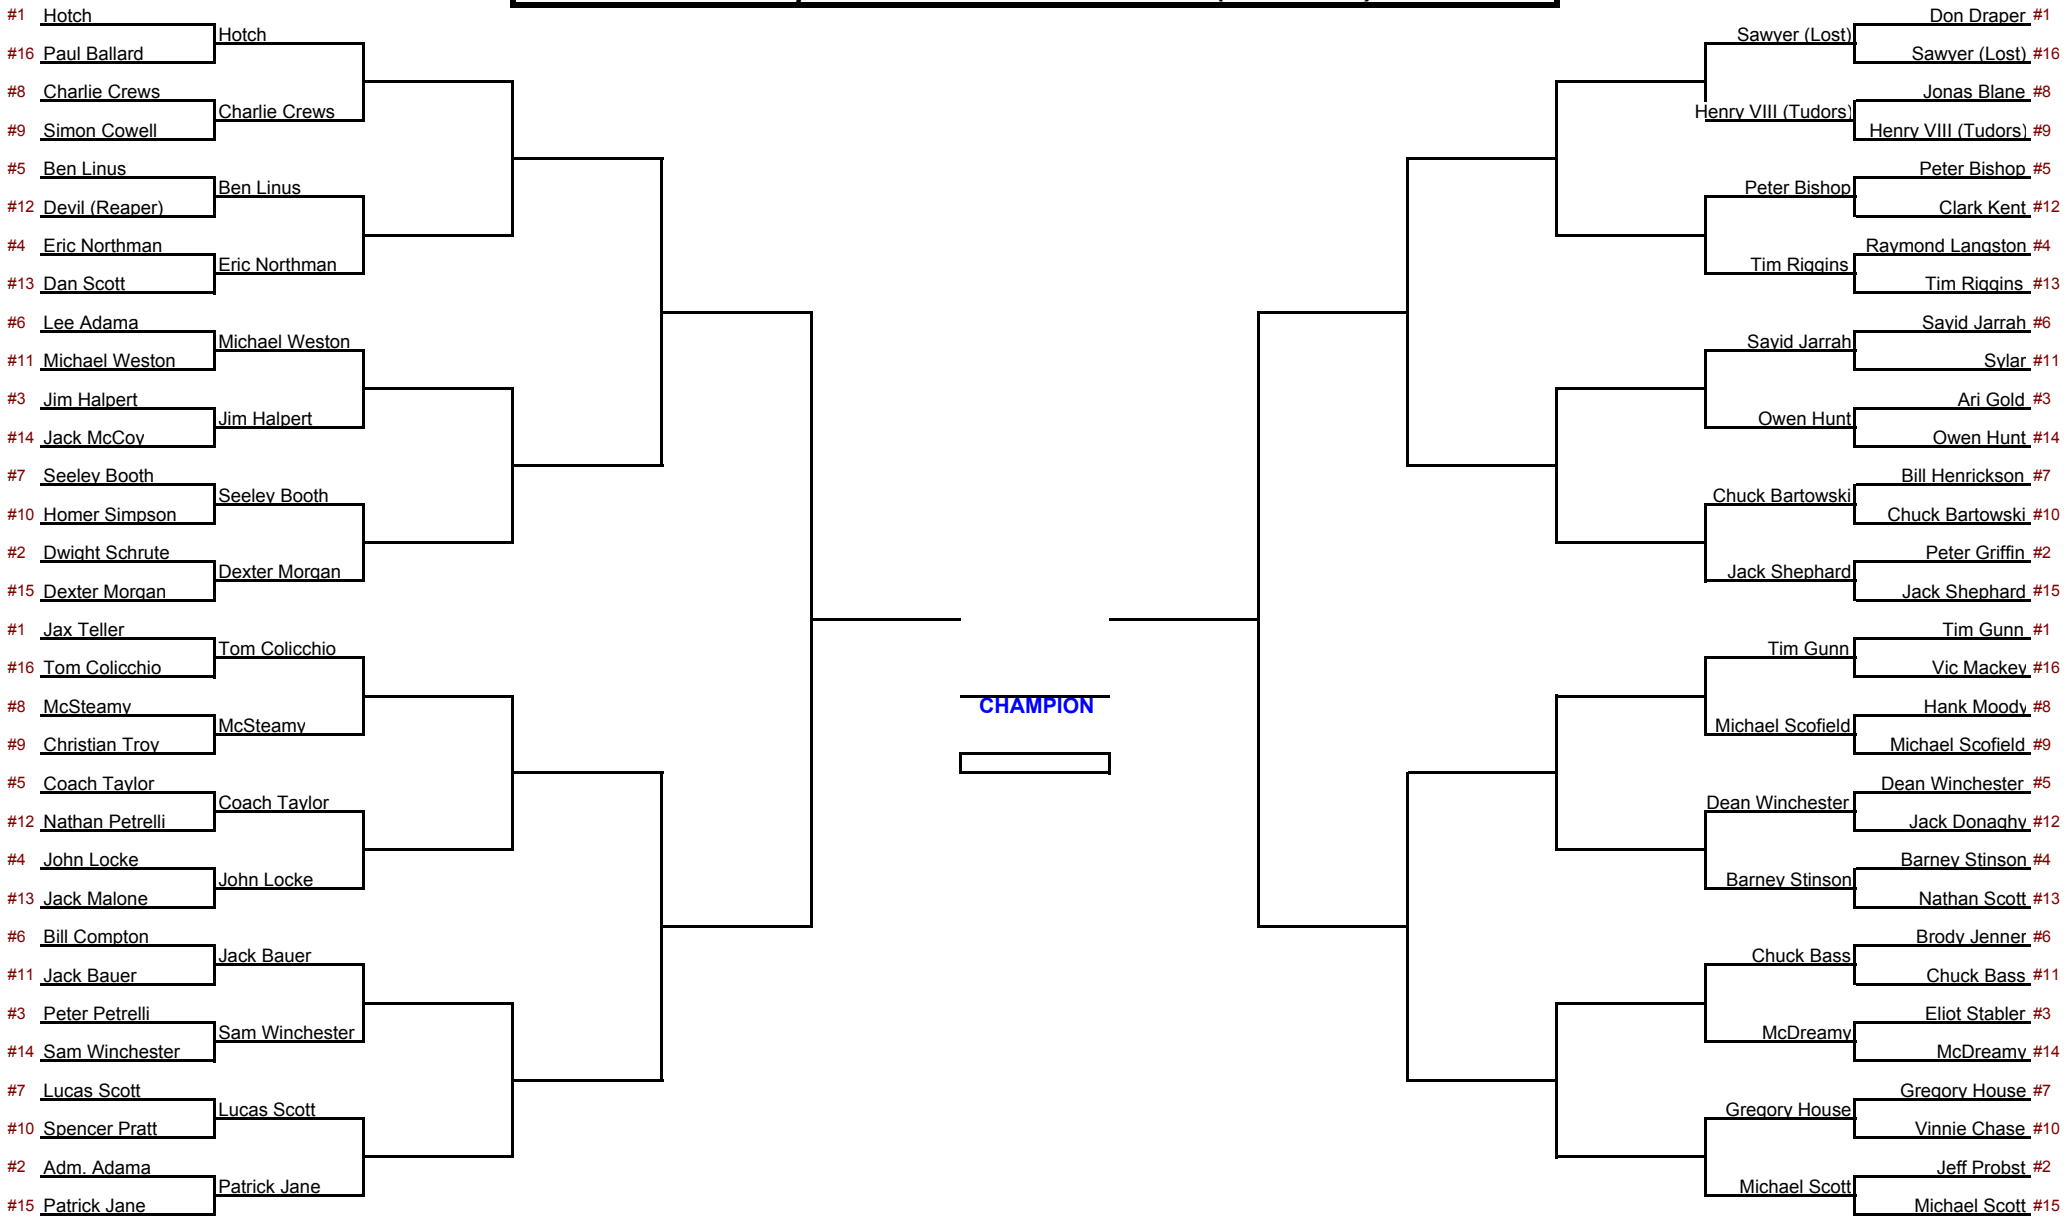 #1 Hotch
Hotch
#16 Paul Ballard
#8 Charlie Crews
Charlie Crews
#9 Simon Cowell
#5 Ben Linus
Ben Linus
#12 Devil (Reaper)
#4 Eric Northman
Eric Northman
#13 Dan Scott
#6 Lee Adama
Michael Weston
#11 Michael Weston
#3 Jim Halpert
Jim Halpert
#14 Jack McCoy
#7 Seeley Booth
Seeley Booth
#10 Homer Simpson
#2 Dwight Schrute
Dexter Morgan
#15 Dexter Morgan
#1 Jax Teller
Tom Colicchio
#16 Tom Colicchio
#8 McSteamy
McSteamy
#9 Christian Troy
#5 Coach Taylor
Coach Taylor
#12 Nathan Petrelli
#4 John Locke
John Locke
#13 Jack Malone
#6 Bill Compton
Jack Bauer
#11 Jack Bauer
#3 Peter Petrelli
Sam Winchester
#14 Sam Winchester
#7 Lucas Scott
Lucas Scott
#10 Spencer Pratt
#2 Adm. Adama
Patrick Jane
#15 Patrick Jane
CHAMPION
Don Draper #1
Sawyer (Lost)
Sawyer (Lost) #16
Jonas Blane #8
Henry VIII (Tudors)
Henry VIII (Tudors) #9
Peter Bishop #5
Peter Bishop
Clark Kent #12
Raymond Langston #4
Tim Riggins
Tim Riggins #13
Sayid Jarrah #6
Sayid Jarrah
Sylar #11
Ari Gold #3
Owen Hunt
Owen Hunt #14
Bill Henrickson #7
Chuck Bartowski
Chuck Bartowski #10
Peter Griffin #2
Jack Shephard
Jack Shephard #15
Tim Gunn #1
Tim Gunn
Vic Mackey #16
Hank Moody #8
Michael Scofield
Michael Scofield #9
Dean Winchester #5
Dean Winchester
Jack Donaghy #12
Barney Stinson #4
Barney Stinson
Nathan Scott #13
Brody Jenner #6
Chuck Bass
Chuck Bass #11
Eliot Stabler #3
McDreamy
McDreamy #14
Gregory House #7
Gregory House
Vinnie Chase #10
Jeff Probst #2
Michael Scott
Michael Scott #15